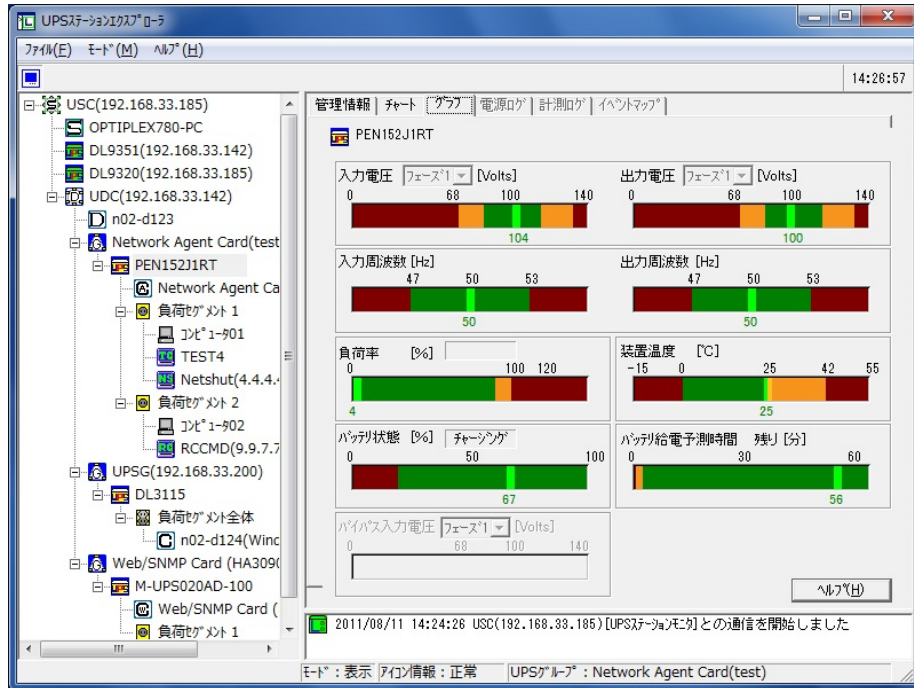 UPSステーションエクスプローラ
ファイル(F) モード(M) ヘルプ(H)
14:26:57
USC(192.168.33.185)
OPTIPLEX780-PC
DL9351(192.168.33.142)
DL9320(192.168.33.185)
UDC(192.168.33.142)
n02-d123
Network Agent Card(test
PEN152J1RT
Network Agent Ca
負荷セグメント 1
コンピュータ01
TEST4
Netshut(4.4.4.4
負荷セグメント 2
コンピュータ02
RCCMD(9.9.7.7
UPSG(192.168.33.200)
DL3115
負荷セグメント全体
n02-d124(Winc
Web/SNMP Card (HA3090
M-UPS020AD-100
Web/SNMP Card (
負荷セグメント 1
管理情報 チャート グラフ 電源ログ 計測ログ イベントマップ
PEN152J1RT
入力電圧 フェーズ1 [Volts]
0 68 100 140
104
出力電圧 フェーズ1 [Volts]
0 68 100 140
100
入力周波数 [Hz]
47 50 53
50
出力周波数 [Hz]
47 50 53
50
負荷率 [%]
0 100 120
4
装置温度 [℃]
-15 0 25 42 55
25
バッテリ状態 [%] チャージング
0 50 100
67
バッテリ給電予測時間 残り [分]
0 30 60
56
バイパス入力電圧 フェーズ1 [Volts]
0 68 100 140
ヘルプ(H)
2011/08/11 14:24:26 USC(192.168.33.185)[UPSステーションモニタ]との通信を開始しました
モード : 表示 アイコン情報 : 正常 UPSグループ : Network Agent Card(test)